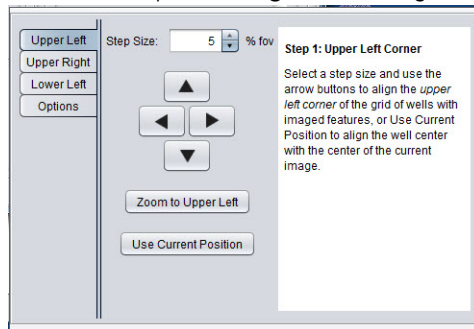 Upper Left
Upper Right
Lower Left
Options
Step Size: 5 % fov
Zoom to Upper Left
Use Current Position
Step 1: Upper Left Corner
Select a step size and use the
arrow buttons to align the upper
left corner of the grid of wells with
imaged features, or Use Current
Position to align the well center
with the center of the current
image.